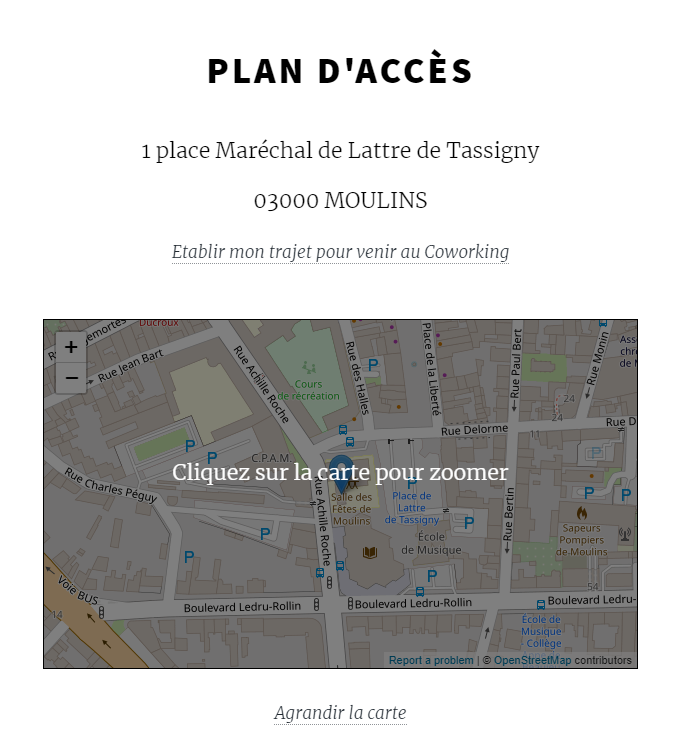 PLAN D'ACCÈS
1 place Maréchal de Lattre de Tassigny
03000 MOULINS
Etablir mon trajet pour venir au Coworking
+
−
Ducroux
Rue Jean Bart
Rue Achille Roche
Cours
de récréation
Rue des Halles
P
Place de la Liberté
Rue Paul Bert
Rue Monin
24
24
Rue Delorme
11
Rue D
P
P
C.P.A.M.
Cliquez sur la carte pour zoomer
Rue Charles Péguy
Rue Achille Roche
Salle des
Fêtes de
Moulins
P
Place de
Lattre
de Tassigny
P
P
P
P
Rue Bertin
P
École
de Musique
Sapeurs
Pompiers
de Moulins
P
P
Voie BUS
14
54
Boulevard Ledru-Rollin
Boulevard Ledru-Rollin
Boulevard Ledru-
École de
Musique
Collège
Report a problem | © OpenStreetMap contributors
Agrandir la carte